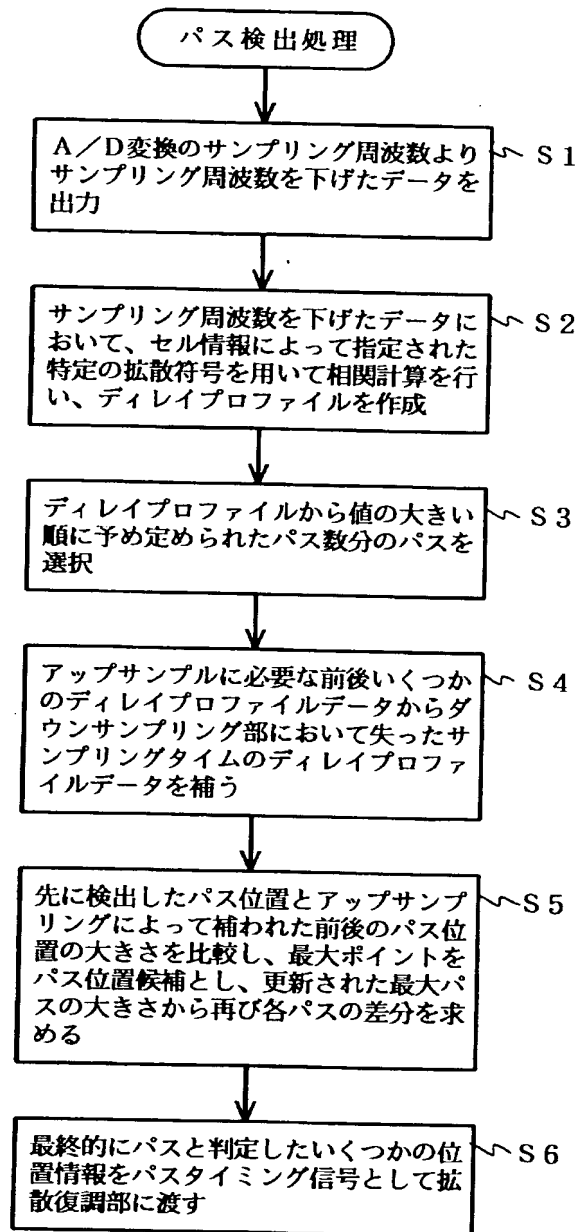 パス検出処理
A／D変換のサンプリング周波数より
サンプリング周波数を下げたデータを
出力
S1
サンプリング周波数を下げたデータに
おいて、セル情報によって指定された
特定の拡散符号を用いて相関計算を行
い、ディレイプロファイルを作成
S2
ディレイプロファイルから値の大きい
順に予め定められたパス数分のパスを
選択
S3
アップサンプルに必要な前後いくつか
のディレイプロファイルデータからダ
ウンサンプリング部において失ったサ
ンプリングタイムのディレイプロファ
イルデータを補う
S4
先に検出したパス位置とアップサンプ
リングによって補われた前後のパス位
置の大きさを比較し、最大ポイントを
パス位置候補とし、更新された最大パ
スの大きさから再び各パスの差分を求
める
S5
最終的にパスと判定したいくつかの位
置情報をパスタイミング信号として拡
散復調部に渡す
S6